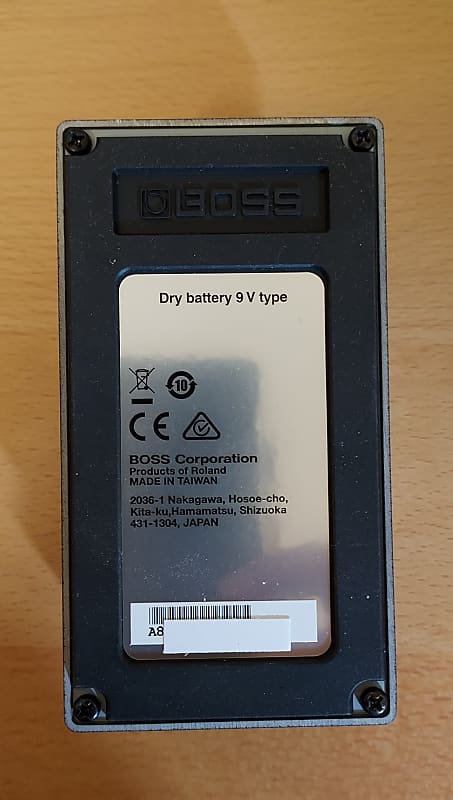 BOSS
Dry battery 9 V type
10
CE
BOSS Corporation
Products of Roland
MADE IN TAIWAN
2036-1 Nakagawa, Hosoe-cho,
Kita-ku,Hamamatsu, Shizuoka
431-1304, JAPAN
A8